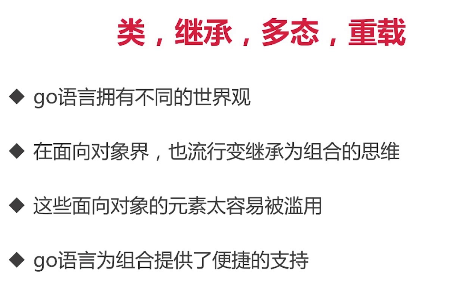 类，继承，多态，重载
◆ go语言拥有不同的世界观
◆ 在面向对象界，也流行变继承为组合的思维
◆ 这些面向对象的元素太容易被滥用
◆ go语言为组合提供了便捷的支持